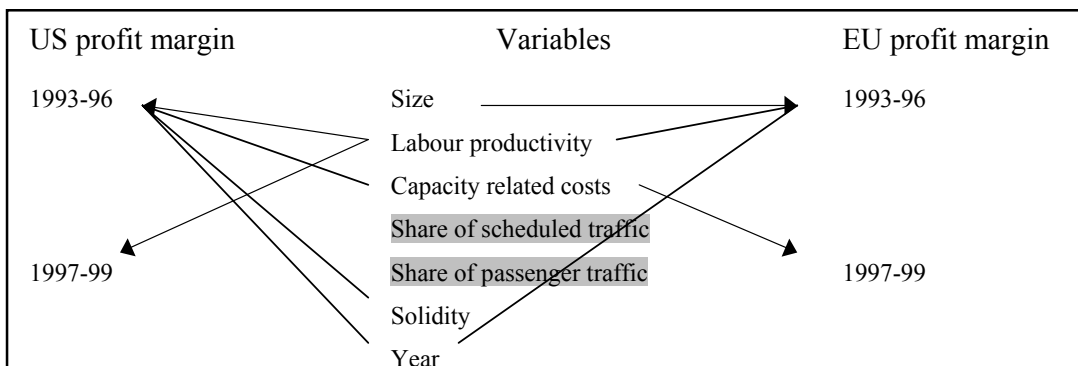 US profit margin Variables EU profit margin
1993-96 Size 1993-96
Labour productivity
Capacity related costs
Share of scheduled traffic
1997-99 Share of passenger traffic 1997-99
Solidity
Year